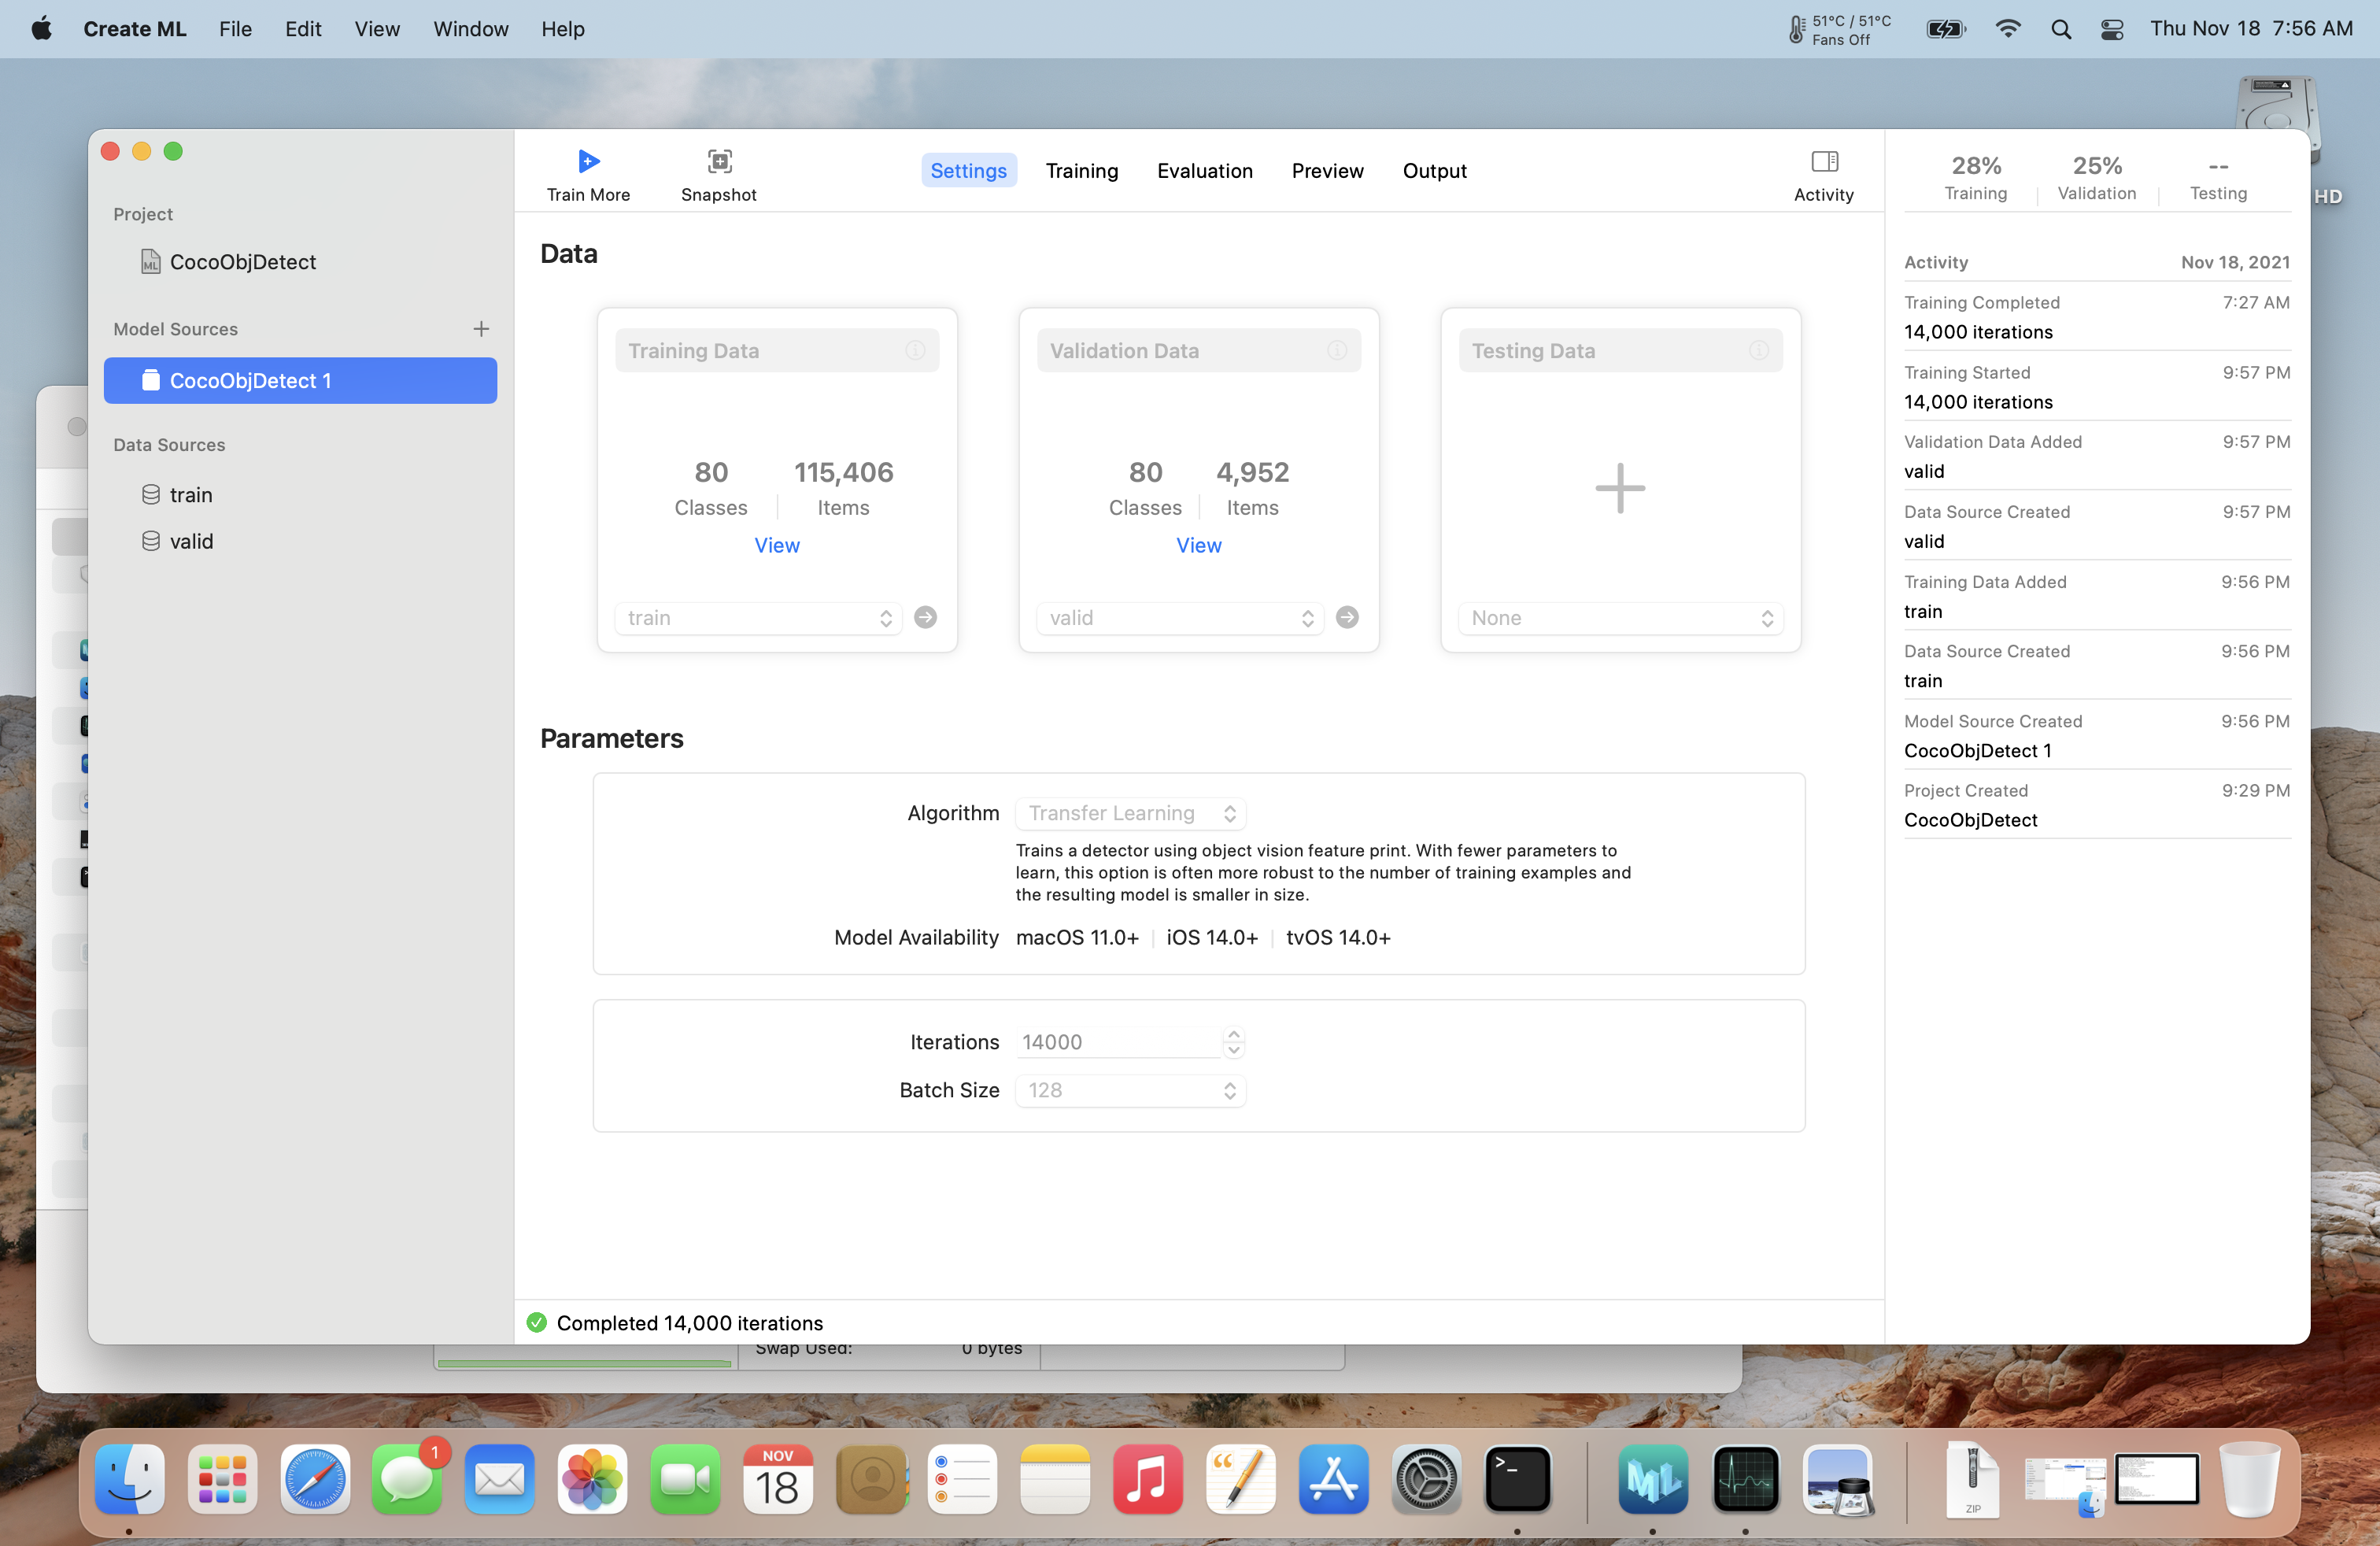 Create ML File Edit View Window Help
51°C / 51°C
Fans Off
Thu Nov 18 7:56 AM
HD
Project
CocoObjDetect
Model Sources
CocoObjDetect 1
Data Sources
train
valid
Train More
Snapshot
Settings Training Evaluation Preview Output
Activity
Data
Training Data
80 115,406
Classes Items
View
train
Validation Data
80 4,952
Classes Items
View
valid
Testing Data
None
Parameters
Algorithm Transfer Learning
Trains a detector using object vision feature print. With fewer parameters to
learn, this option is often more robust to the number of training examples and
the resulting model is smaller in size.
Model Availability macOS 11.0+ iOS 14.0+ tvOS 14.0+
Iterations 14000
Batch Size 128
Completed 14,000 iterations
28% 25% --
Training Validation Testing
Activity Nov 18, 2021
Training Completed 7:27 AM
14,000 iterations
Training Started 9:57 PM
14,000 iterations
Validation Data Added 9:57 PM
valid
Data Source Created 9:57 PM
valid
Training Data Added 9:56 PM
train
Data Source Created 9:56 PM
train
Model Source Created 9:56 PM
CocoObjDetect 1
Project Created 9:29 PM
CocoObjDetect
Swap Used: 0 bytes
1
NOV
18
>_
ML
ZIP